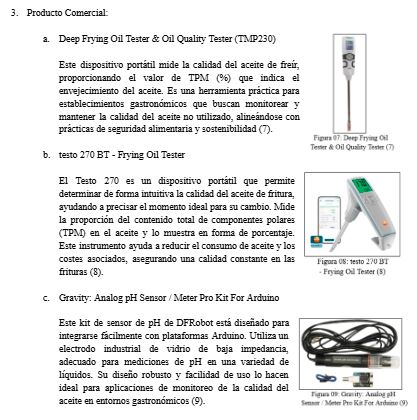 3. Producto Comercial:
a. Deep Frying Oil Tester & Oil Quality Tester (TMP230)
Este dispositivo portátil mide la calidad del aceite de freír,
proporcionando el valor de TPM (%) que indica el
envejecimiento del aceite. Es una herramienta práctica para
establecimientos gastronómicos que buscan monitorear y
mantener la calidad del aceite no utilizado, alineándose con
prácticas de seguridad alimentaria y sostenibilidad (7).
Figura 07: Deep Frying Oil
Tester & Oil Quality Tester (7)
b. testo 270 BT - Frying Oil Tester
El Testo 270 es un dispositivo portátil que permite
determinar de forma intuitiva la calidad del aceite de fritura,
ayudando a precisar el momento ideal para su cambio. Mide
la proporción del contenido total de componentes polares
(TPM) en el aceite y lo muestra en forma de porcentaje.
Este instrumento ayuda a reducir el consumo de aceite y los
costes asociados, asegurando una calidad constante en las
frituras (8).
Figura 08: testo 270 BT
- Frying Oil Tester (8)
c. Gravity: Analog pH Sensor / Meter Pro Kit For Arduino
Este kit de sensor de pH de DFRobot está diseñado para
integrarse fácilmente con plataformas Arduino. Utiliza un
electrodo industrial de vidrio de baja impedancia,
adecuado para mediciones de pH en una variedad de
líquidos. Su diseño robusto y facilidad de uso lo hacen
ideal para aplicaciones de monitoreo de la calidad del
aceite en entornos gastronómicos (9).
Figura 09: Gravity: Analog pH
Sensor / Meter Pro Kit For Arduino (9)